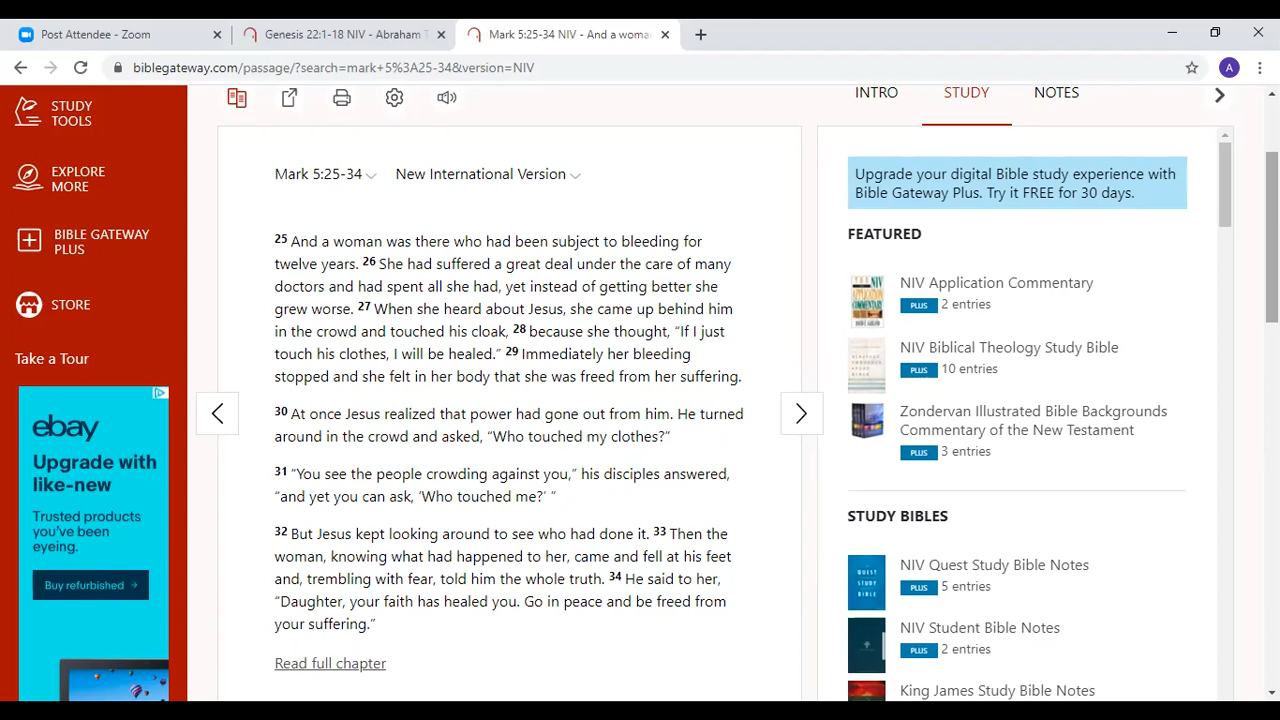 Post Attendee - Zoom
Genesis 22:1-18 NIV - Abraham T
Mark 5:25-34 NIV - And a woma
biblegateway.com/passage/?search=mark+5%3A25-34&version=NIV
A
STUDY
TOOLS
EXPLORE
MORE
BIBLE GATEWAY
PLUS
STORE
Take a Tour
ebay
Upgrade with
like-new
Trusted products
you've been
eyeing.
Buy refurbished →
Mark 5:25-34 New International Version
25 And a woman was there who had been subject to bleeding for
twelve years. 26 She had suffered a great deal under the care of many
doctors and had spent all she had, yet instead of getting better she
grew worse. 27 When she heard about Jesus, she came up behind him
in the crowd and touched his cloak, 28 because she thought, “If I just
touch his clothes, I will be healed.” 29 Immediately her bleeding
stopped and she felt in her body that she was freed from her suffering.
30 At once Jesus realized that power had gone out from him. He turned
around in the crowd and asked, “Who touched my clothes?”
31 “You see the people crowding against you,” his disciples answered,
“and yet you can ask, ‘Who touched me?’ ”
32 But Jesus kept looking around to see who had done it. 33 Then the
woman, knowing what had happened to her, came and fell at his feet
and, trembling with fear, told him the whole truth. 34 He said to her,
“Daughter, your faith has healed you. Go in peace and be freed from
your suffering.”
Read full chapter
INTRO STUDY NOTES
Upgrade your digital Bible study experience with
Bible Gateway Plus. Try it FREE for 30 days.
FEATURED
NIV Application Commentary
PLUS 2 entries
NIV Biblical Theology Study Bible
PLUS 10 entries
Zondervan Illustrated Bible Backgrounds
Commentary of the New Testament
PLUS 3 entries
STUDY BIBLES
NIV Quest Study Bible Notes
PLUS 5 entries
NIV Student Bible Notes
PLUS 2 entries
King James Study Bible Notes